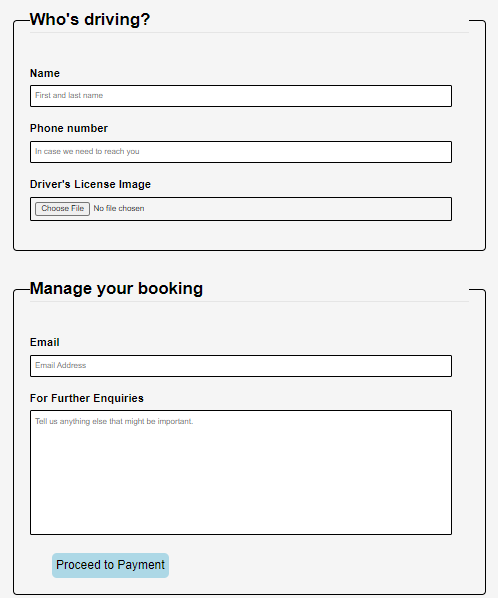 Who's driving?
Name
First and last name
Phone number
In case we need to reach you
Driver's License Image
Choose File No file chosen
Manage your booking
Email
Email Address
For Further Enquiries
Tell us anything else that might be important.
Proceed to Payment